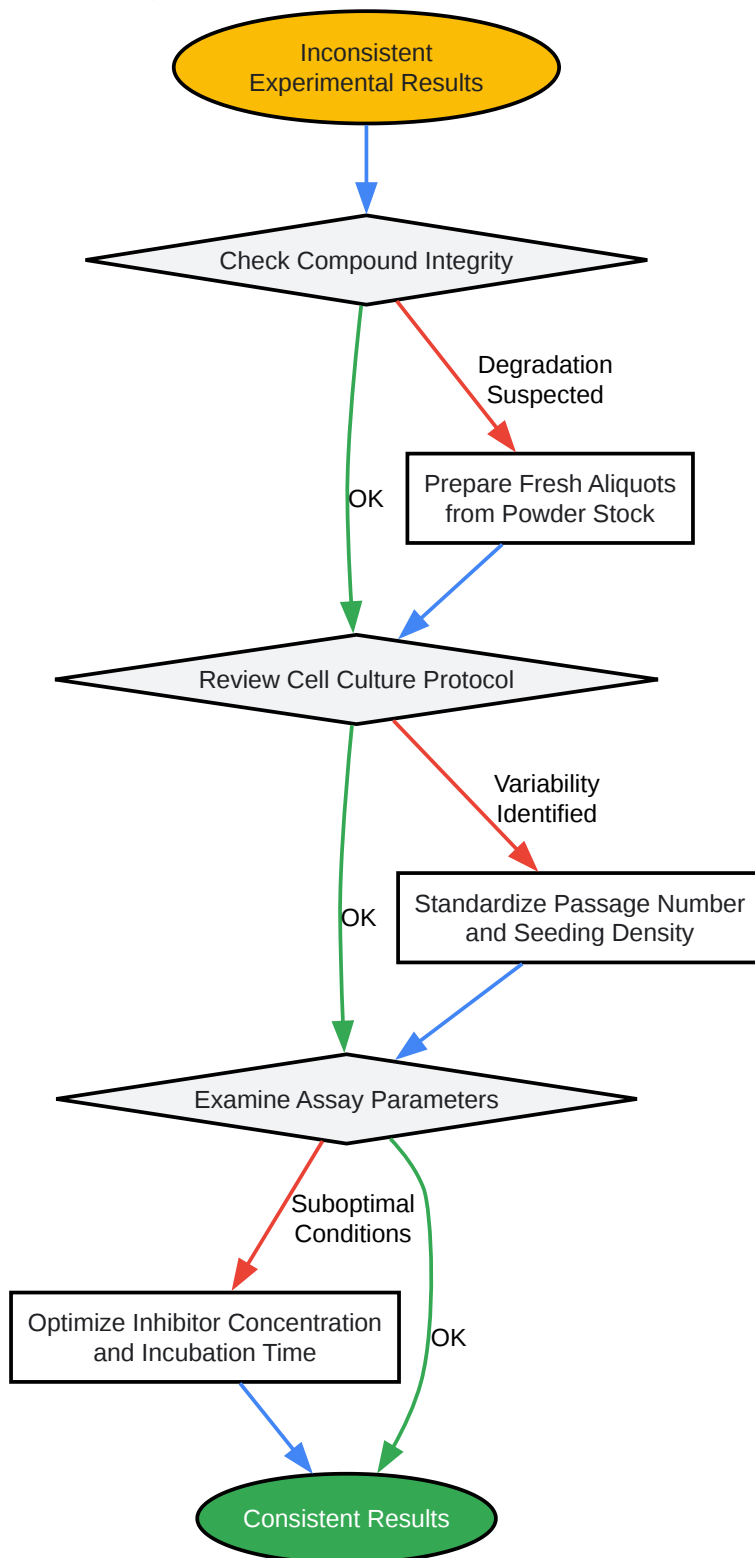 Inconsistent
Experimental Results
Check Compound Integrity
Degradation
Suspected
OK
Prepare Fresh Aliquots
from Powder Stock
Review Cell Culture Protocol
Variability
Identified
OK
Standardize Passage Number
and Seeding Density
Examine Assay Parameters
Suboptimal
Conditions
Optimize Inhibitor Concentration
and Incubation Time
OK
Consistent Results